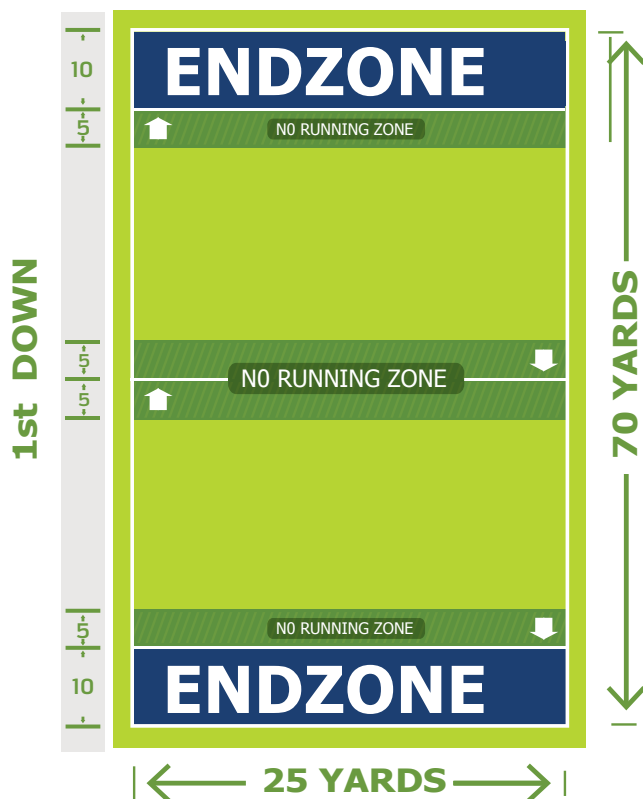 10
ENDZONE
5
N0 RUNNING ZONE
1st DOWN
70 YARDS
5
N0 RUNNING ZONE
5
5
N0 RUNNING ZONE
10
ENDZONE
25 YARDS